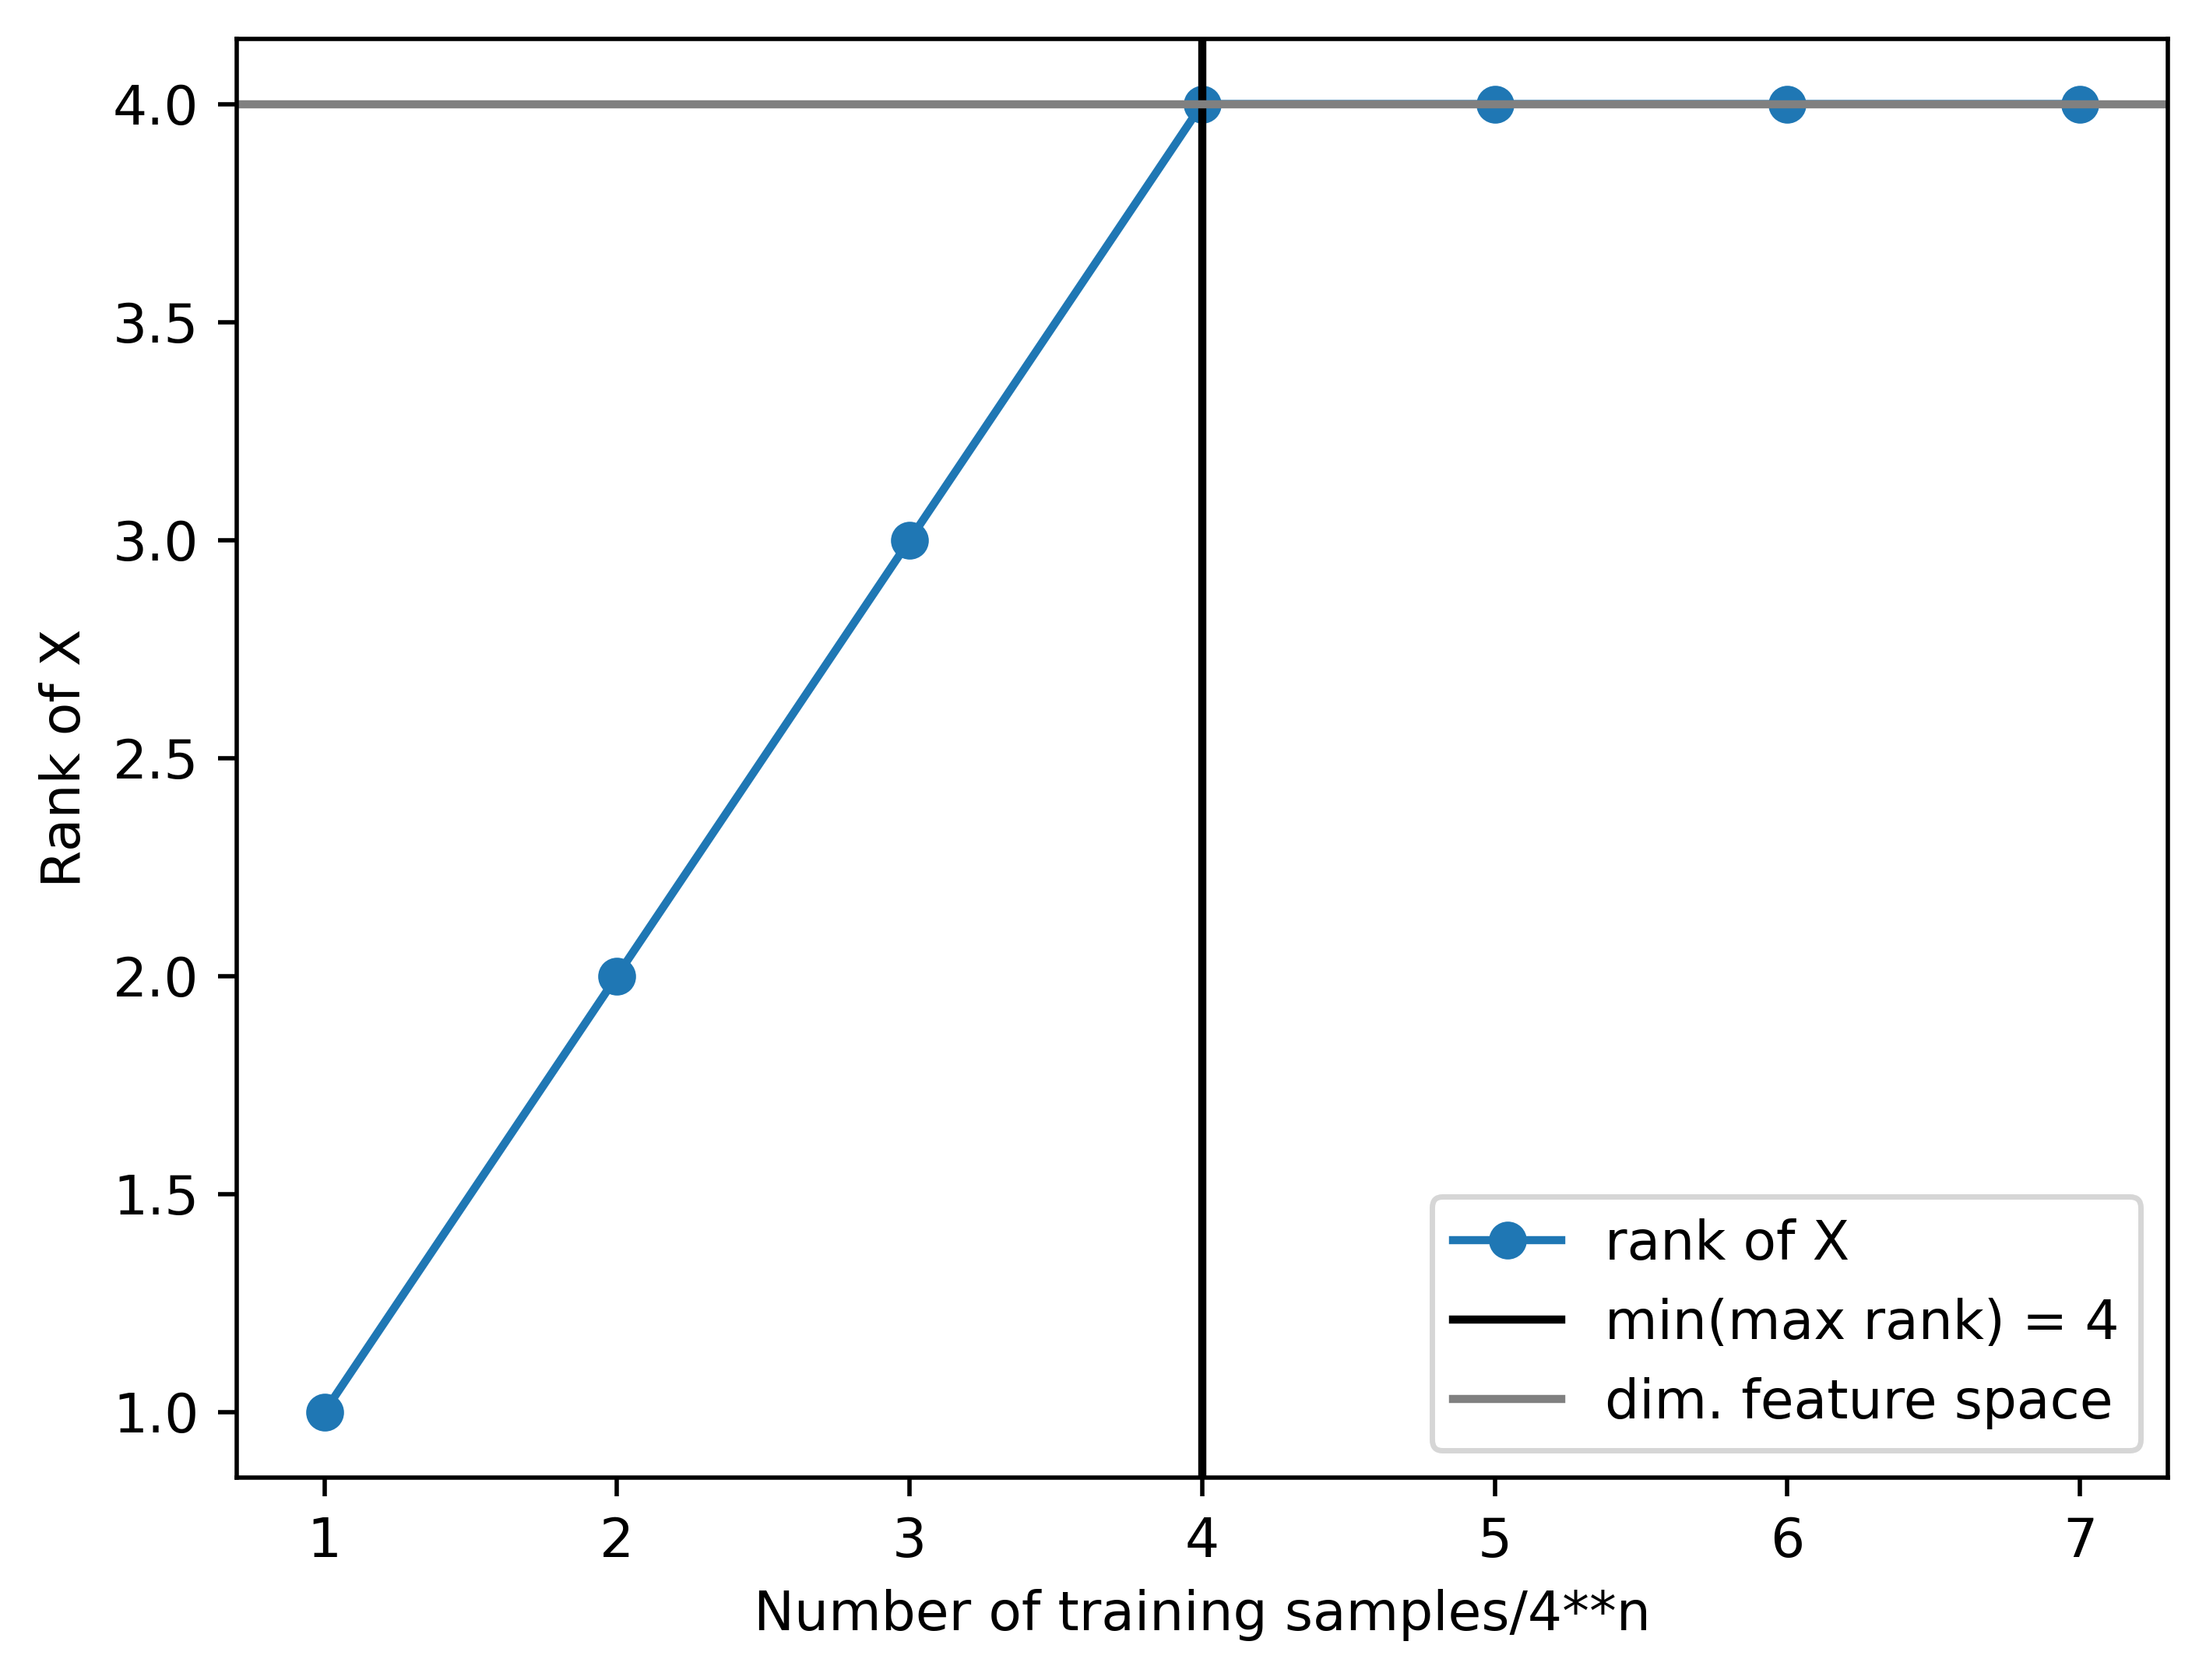 4.0
3.5
3.0
2.5
2.0
1.5
1.0
Rank of X
1 2 3 4 5 6 7
Number of training samples/4**n
rank of X
min(max rank) = 4
dim. feature space